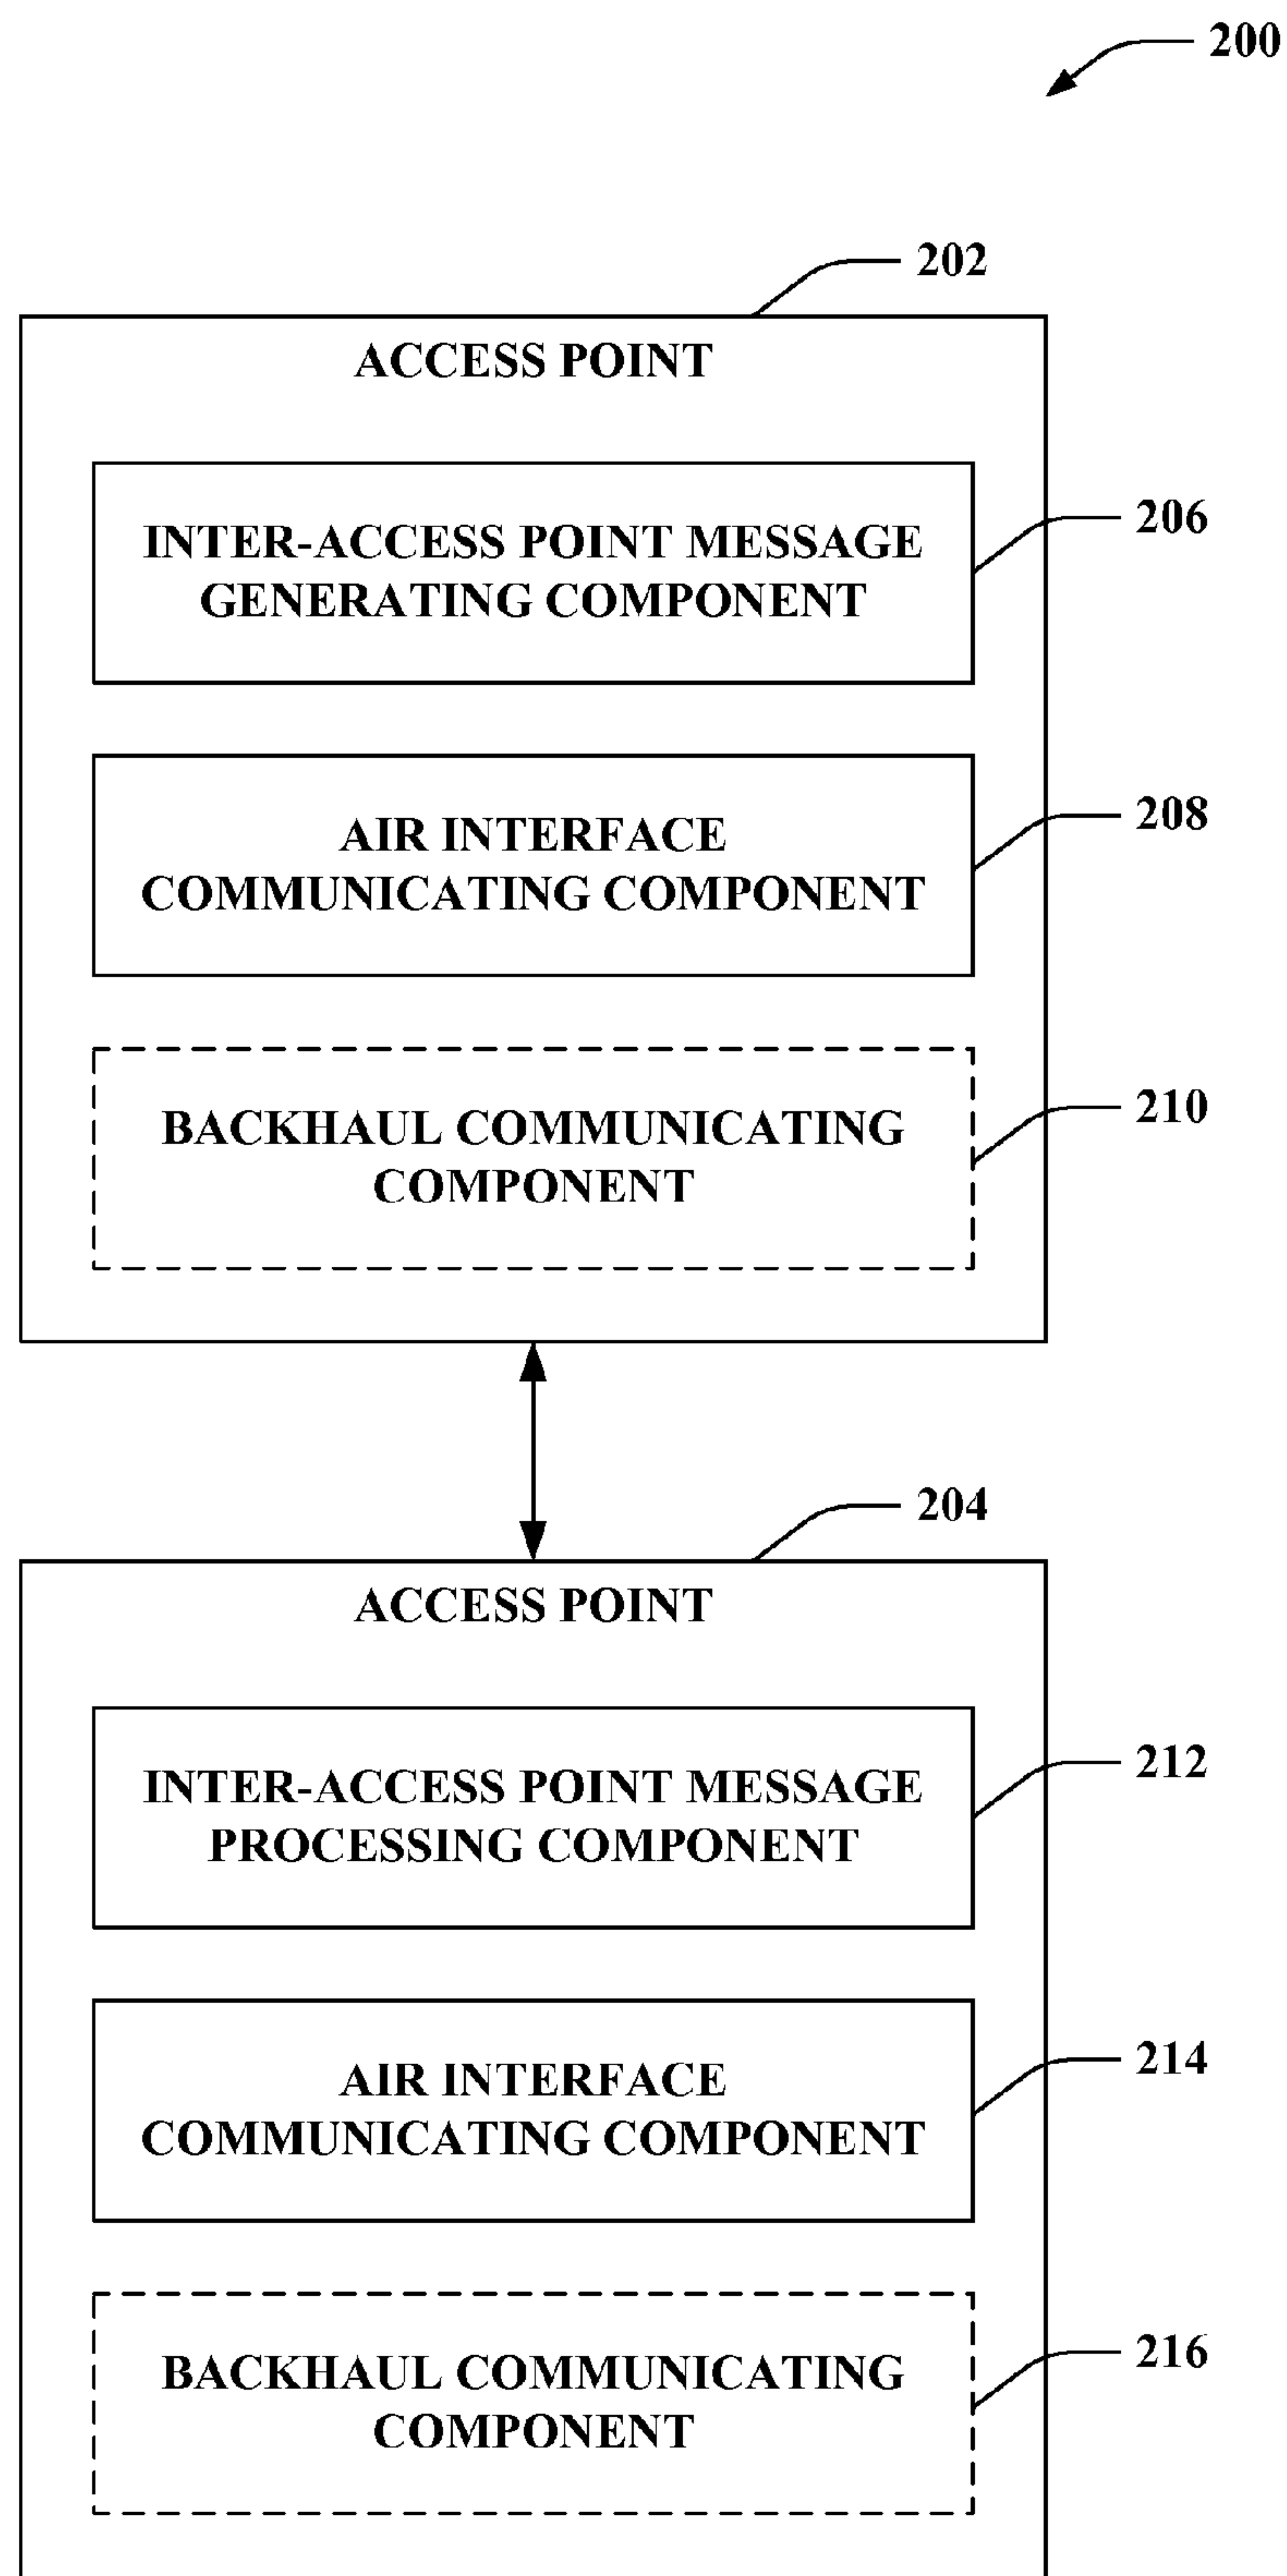 200
202
ACCESS POINT
INTER-ACCESS POINT MESSAGE
GENERATING COMPONENT
206
AIR INTERFACE
COMMUNICATING COMPONENT
208
BACKHAUL COMMUNICATING
COMPONENT
210
204
ACCESS POINT
INTER-ACCESS POINT MESSAGE
PROCESSING COMPONENT
212
AIR INTERFACE
COMMUNICATING COMPONENT
214
BACKHAUL COMMUNICATING
COMPONENT
216